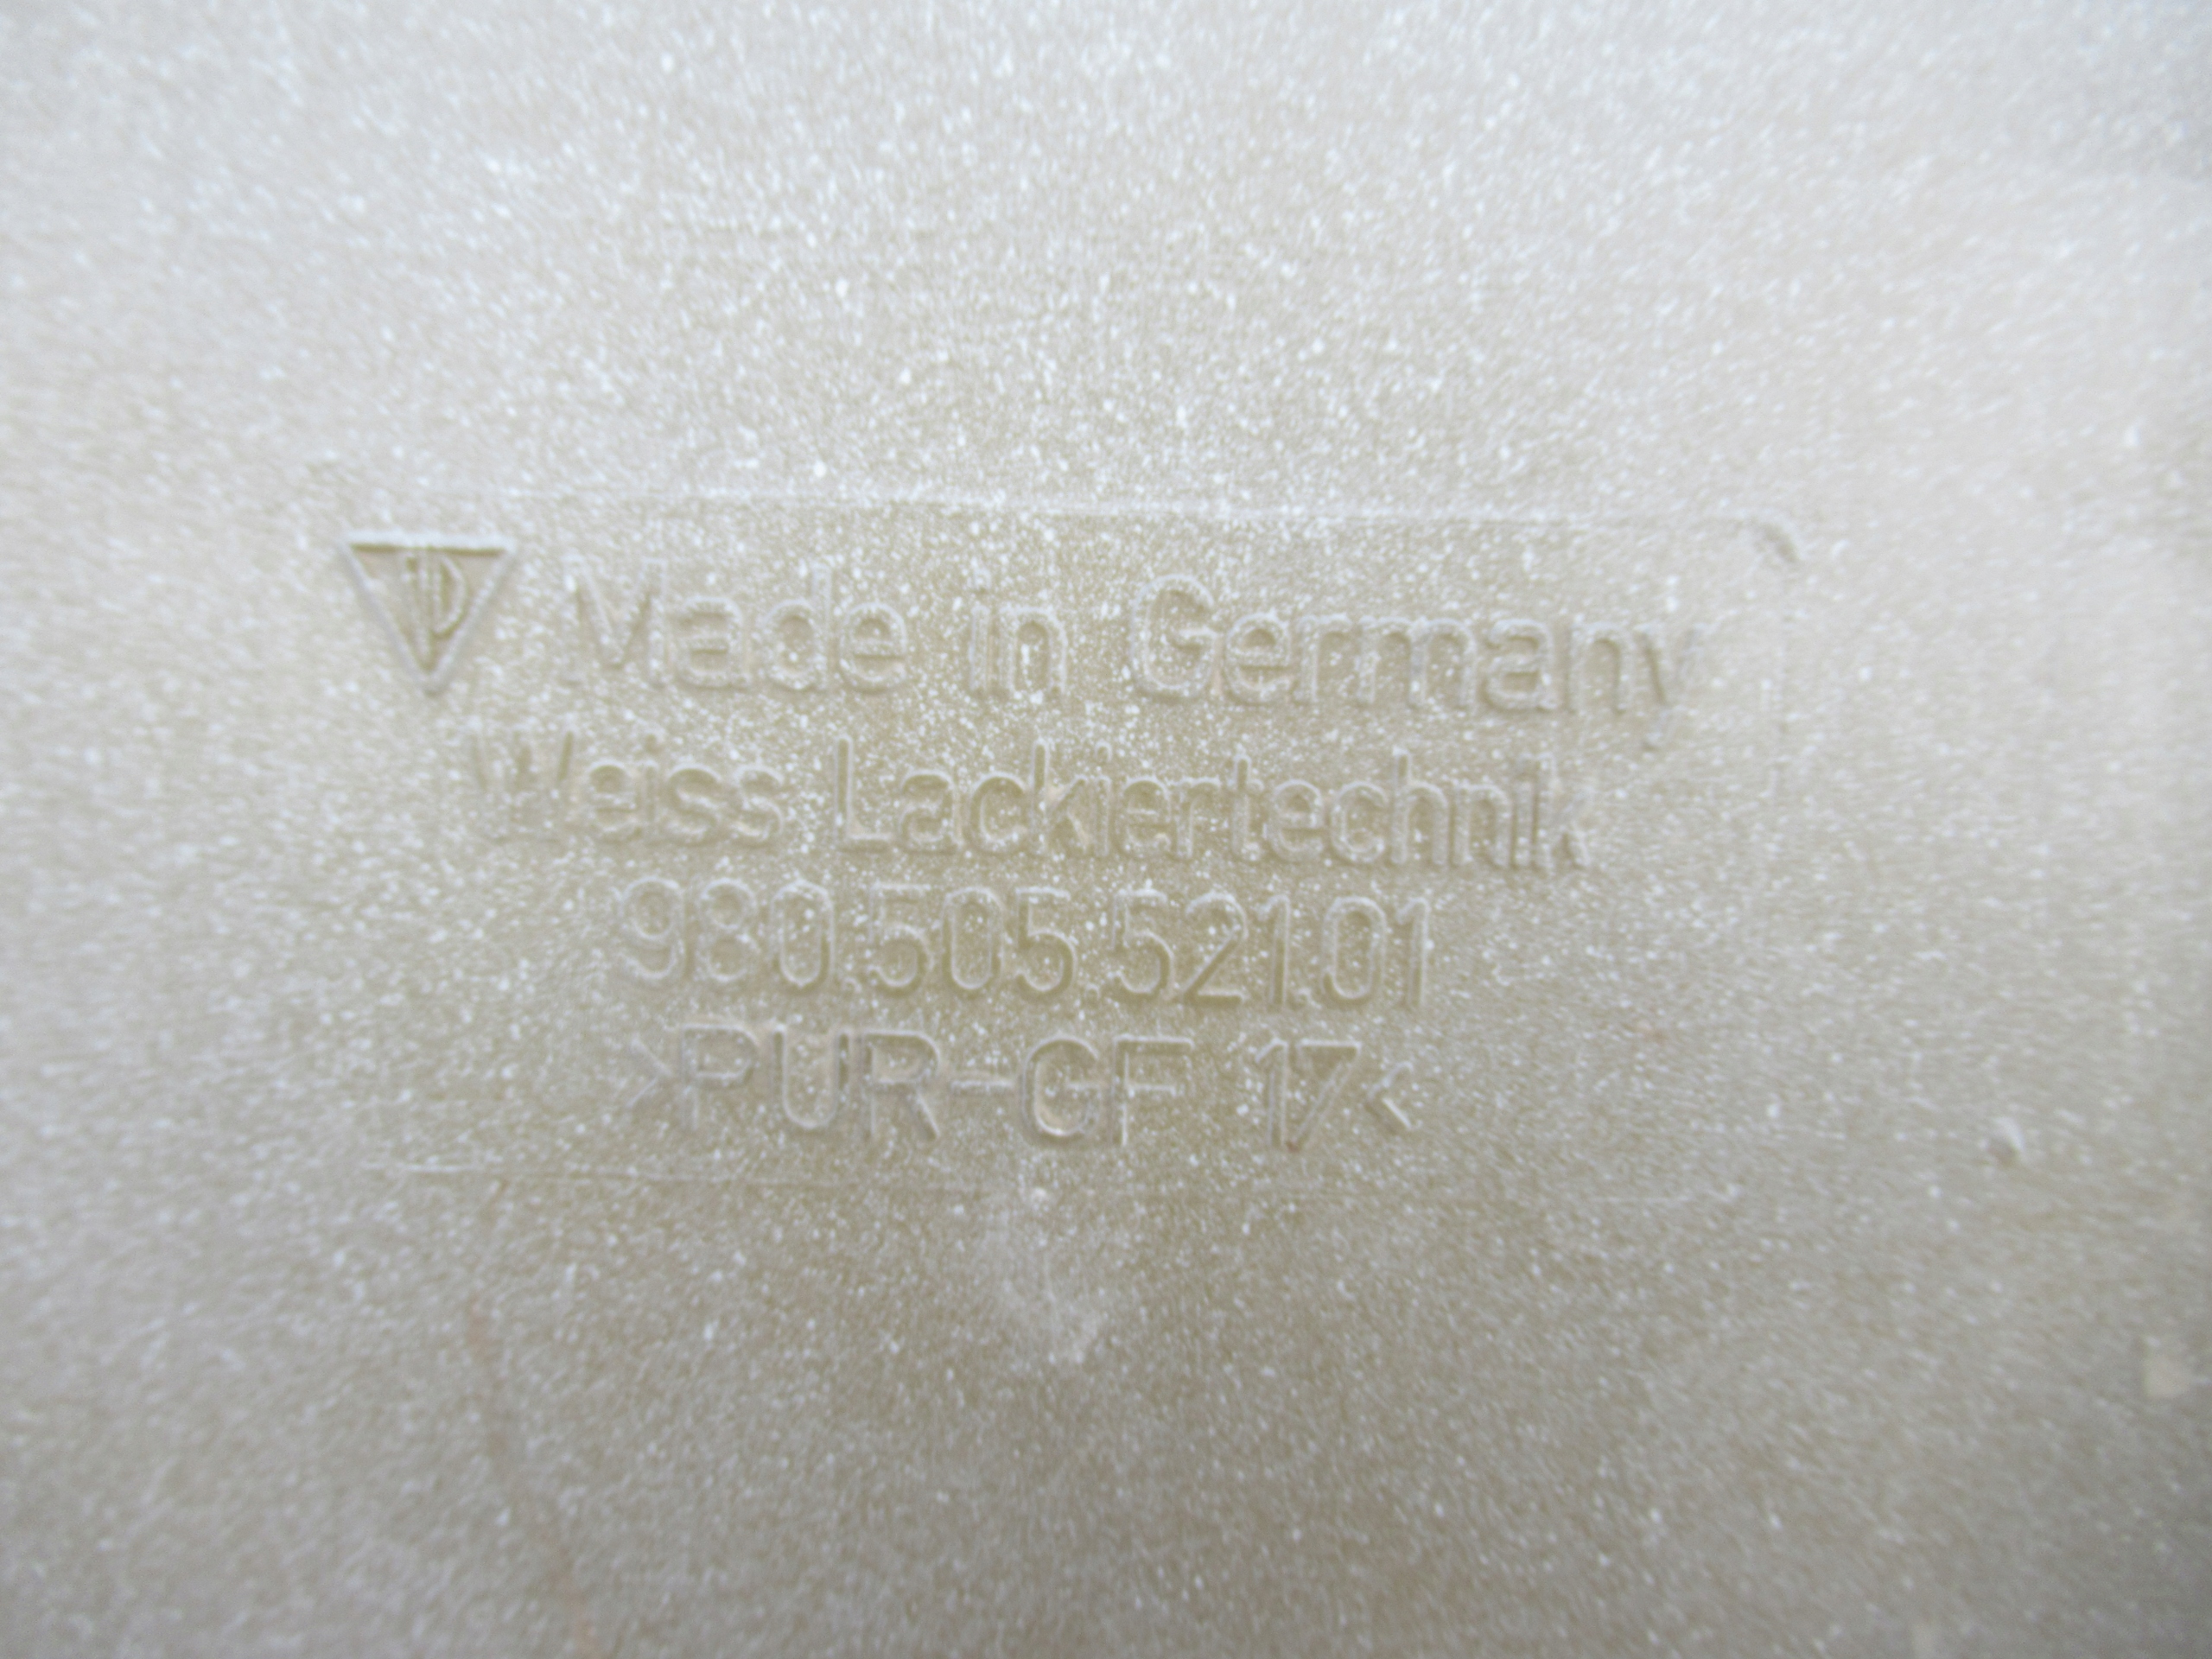 Made in Germany
Weiss Lackiertechnik
980.505.521.01
>PUR-GF 17<